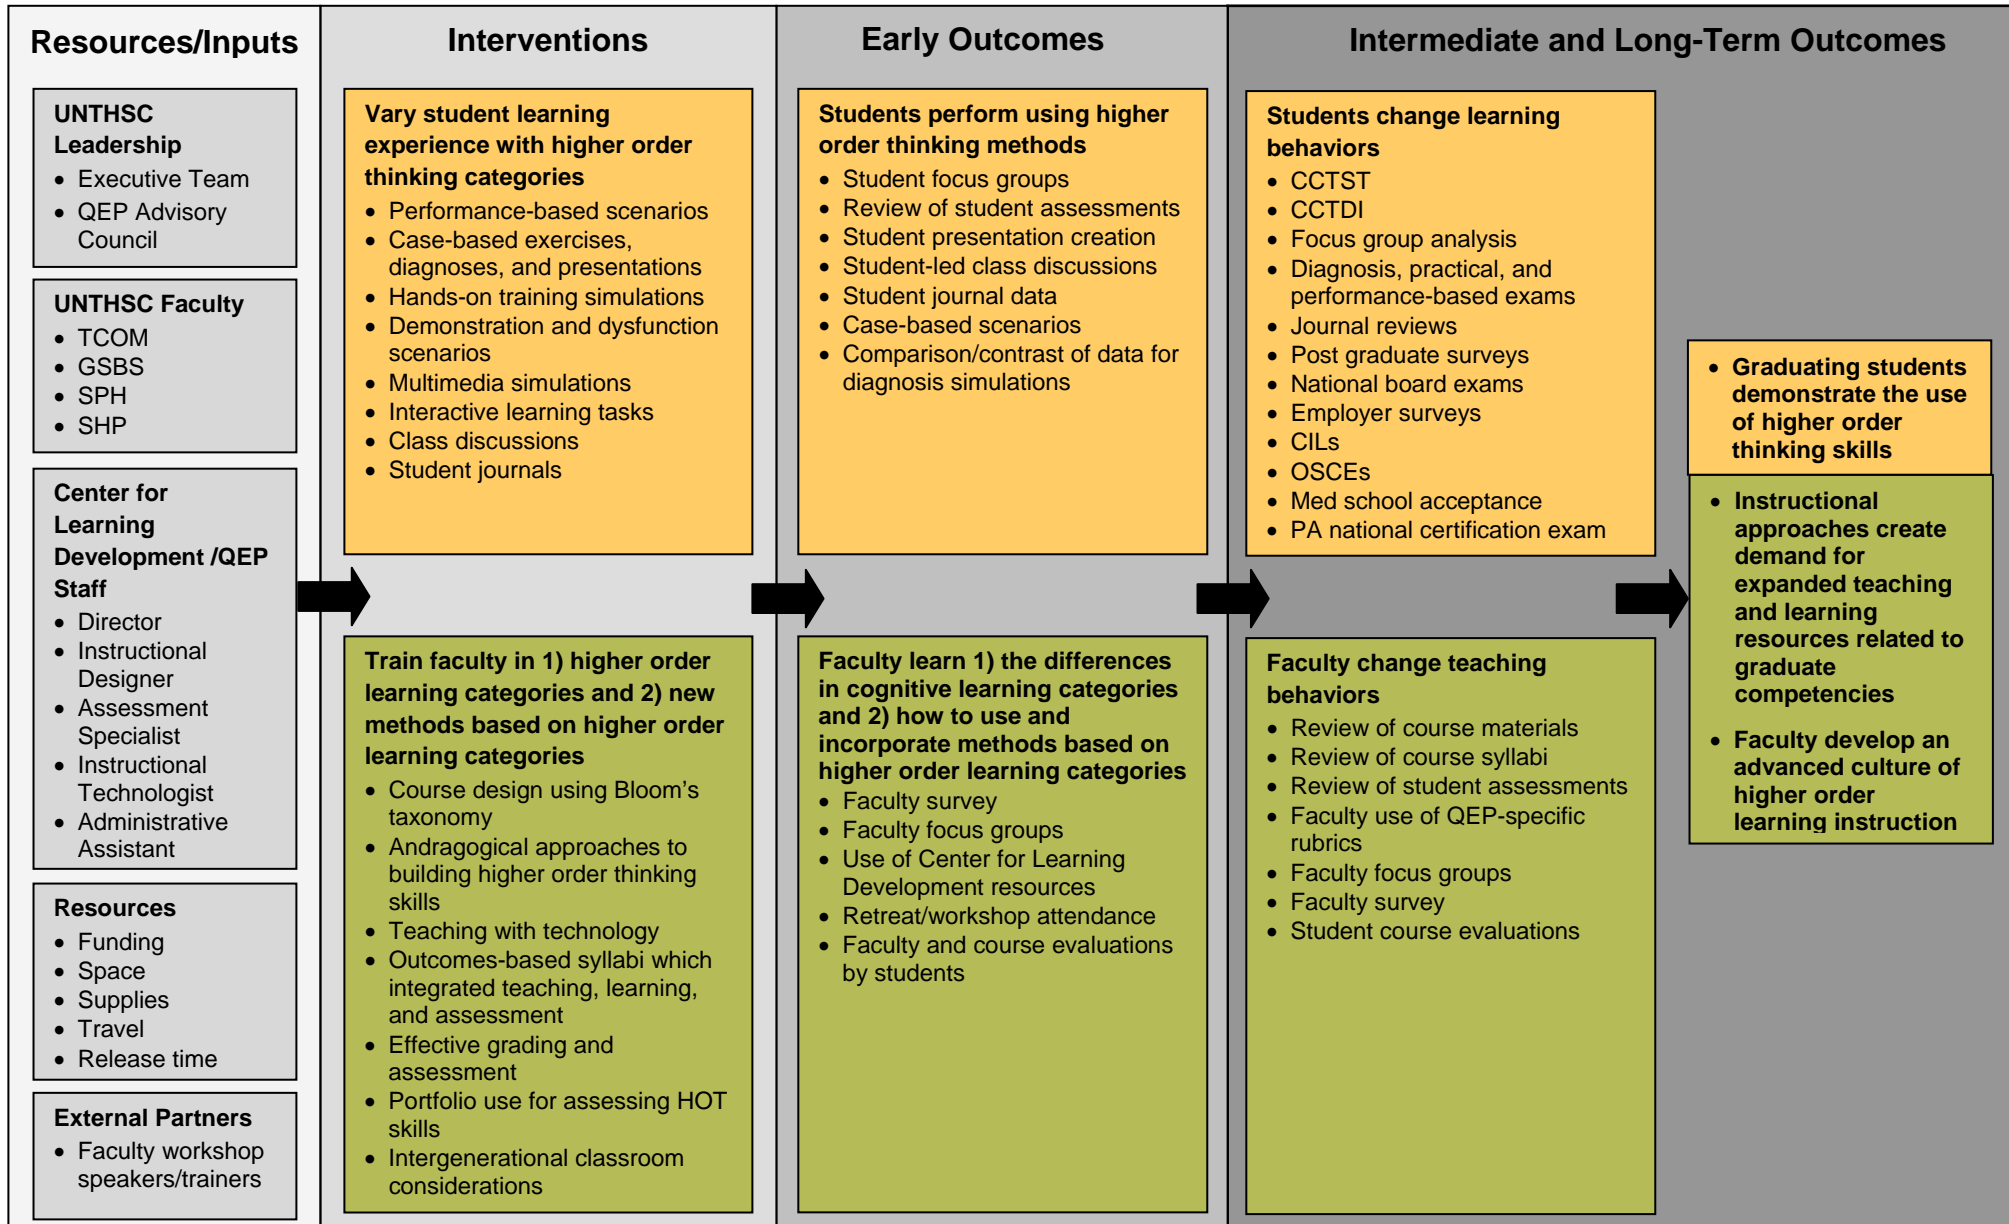 Resources/Inputs
UNTHSC
Leadership
• Executive Team
• QEP Advisory
Council
UNTHSC Faculty
• TCOM
• GSBS
• SPH
• SHP
Center for
Learning
Development /QEP
Staff
• Director
• Instructional
Designer
• Assessment
Specialist
• Instructional
Technologist
• Administrative
Assistant
Resources
• Funding
• Space
• Supplies
• Travel
• Release time
External Partners
• Faculty workshop
speakers/trainers
Interventions
Vary student learning
experience with higher order
thinking categories
• Performance-based scenarios
• Case-based exercises,
diagnoses, and presentations
• Hands-on training simulations
• Demonstration and dysfunction
scenarios
• Multimedia simulations
• Interactive learning tasks
• Class discussions
• Student journals
Train faculty in 1) higher order
learning categories and 2) new
methods based on higher order
learning categories
• Course design using Bloom’s
taxonomy
• Andragogical approaches to
building higher order thinking
skills
• Teaching with technology
• Outcomes-based syllabi which
integrated teaching, learning,
and assessment
• Effective grading and
assessment
• Portfolio use for assessing HOT
skills
• Intergenerational classroom
considerations
Early Outcomes
Students perform using higher
order thinking methods
• Student focus groups
• Review of student assessments
• Student presentation creation
• Student-led class discussions
• Student journal data
• Case-based scenarios
• Comparison/contrast of data for
diagnosis simulations
Faculty learn 1) the differences
in cognitive learning categories
and 2) how to use and
incorporate methods based on
higher order learning categories
• Faculty survey
• Faculty focus groups
• Use of Center for Learning
Development resources
• Retreat/workshop attendance
• Faculty and course evaluations
by students
Intermediate and Long-Term Outcomes
Students change learning
behaviors
• CCTST
• CCTDI
• Focus group analysis
• Diagnosis, practical, and
performance-based exams
• Journal reviews
• Post graduate surveys
• National board exams
• Employer surveys
• CILs
• OSCEs
• Med school acceptance
• PA national certification exam
Faculty change teaching
behaviors
• Review of course materials
• Review of course syllabi
• Review of student assessments
• Faculty use of QEP-specific
rubrics
• Faculty focus groups
• Faculty survey
• Student course evaluations
• Graduating students
demonstrate the use
of higher order
thinking skills
• Instructional
approaches create
demand for
expanded teaching
and learning
resources related to
graduate
competencies
• Faculty develop an
advanced culture of
higher order
learning instruction